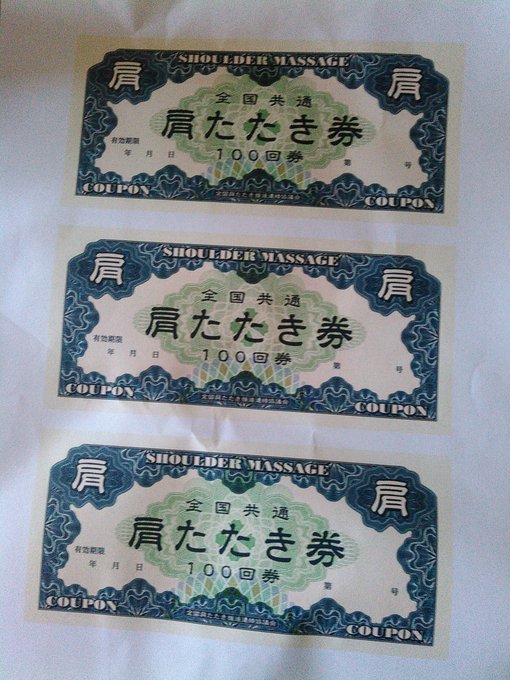 SHOULDER MASSAGE
肩 肩
全国共通
肩たたき券
有効期限
100回券
年 月 日 第 号
COUPON COUPON
SHOULDER MASSAGE
肩 肩
全国共通
肩たたき券
有効期限
100回券
年 月 日 第 号
COUPON COUPON
SHOULDER MASSAGE
肩 肩
全国共通
肩たたき券
有効期限
100回券
年 月 日 第 号
COUPON COUPON